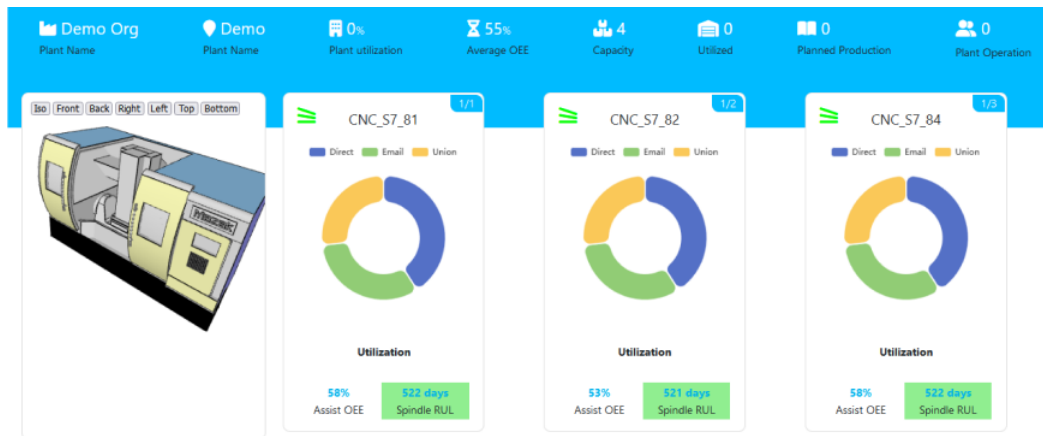 Demo Org
Plant Name
Demo
Plant Name
0%
Plant utilization
55%
Average OEE
4
Capacity
0
Utilized
0
Planned Production
0
Plant Operation
Iso Front Back Right Left Top Bottom
Mazak
1/1
CNC_S7_81
Direct Email Union
Utilization
58%
Assist OEE
522 days
Spindle RUL
1/2
CNC_S7_82
Direct Email Union
Utilization
53%
Assist OEE
521 days
Spindle RUL
1/3
CNC_S7_84
Direct Email Union
Utilization
58%
Assist OEE
522 days
Spindle RUL